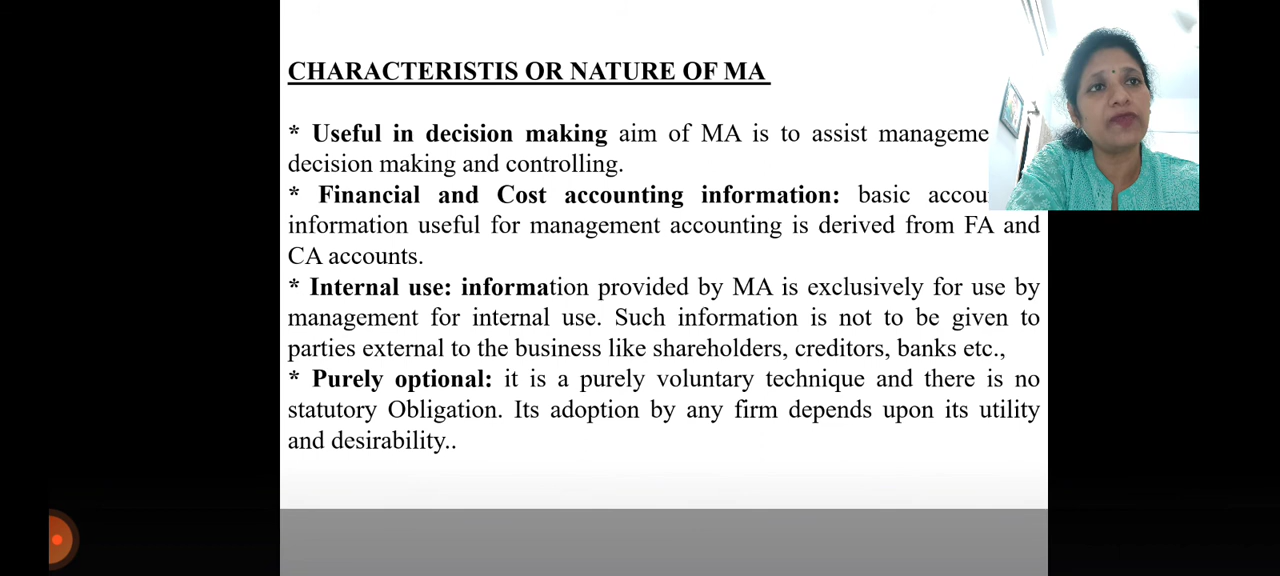 CHARACTERISTIS OR NATURE OF MA
* Useful in decision making aim of MA is to assist
decision making and controlling.
* Financial and Cost accounting information: basic
information useful for management accounting is derived from FA and
CA accounts.
* Internal use: information provided by MA is exclusively for use by
management for internal use. Such information is not to be given to
parties external to the business like shareholders, creditors, banks etc.,
* Purely optional: it is a purely voluntary technique and there is no
statutory Obligation. Its adoption by any firm depends upon its utility
and desirability..